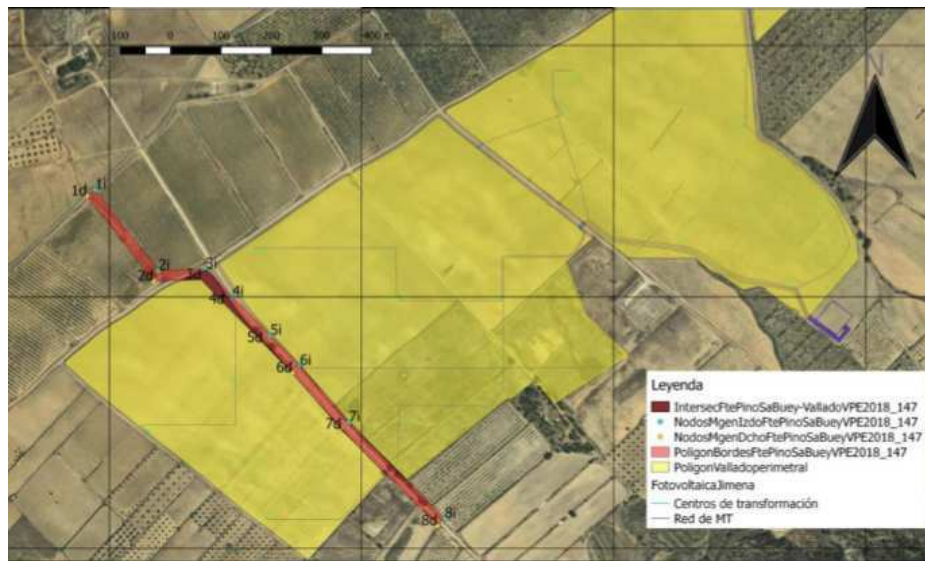 100 0 100 200 300 400 m
N
1d 1i
2d 2i
3d 3i
4d 4i
5d 5i
6d 6i
7d 7i
8d 8i
Leyenda
IntersecFtePinoSaBuey-ValladoVPE2018_147
NodosMgenIzdoFtePinoSaBueyVPE2018_147
NodosMgenDchoFtePinoSaBueyVPE2018_147
PoligonBordesFtePinoSaBueyVPE2018_147
PoligonValladoperimetral
FotovoltaicaJimena
Centros de transformación
Red de MT